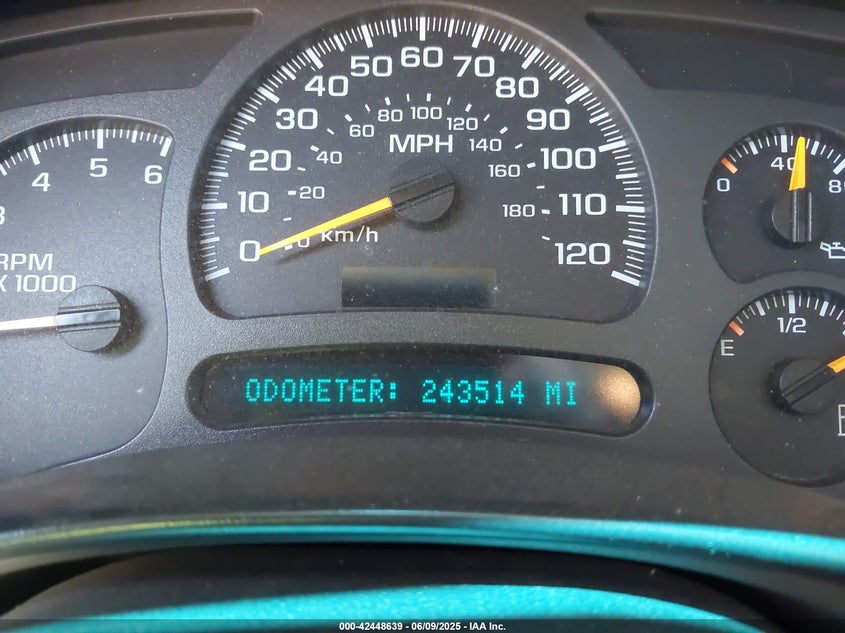 0 10 20 30 40 50 60 70 80 90 100 110 120
20 40 60 80 100 120 140 160 180
MPH
km/h
3 4 5 6
RPM
X 1000
0 40 80
E 1/2
ODOMETER: 243514 MI
000-42448639 - 06/09/2025 - IAA Inc.